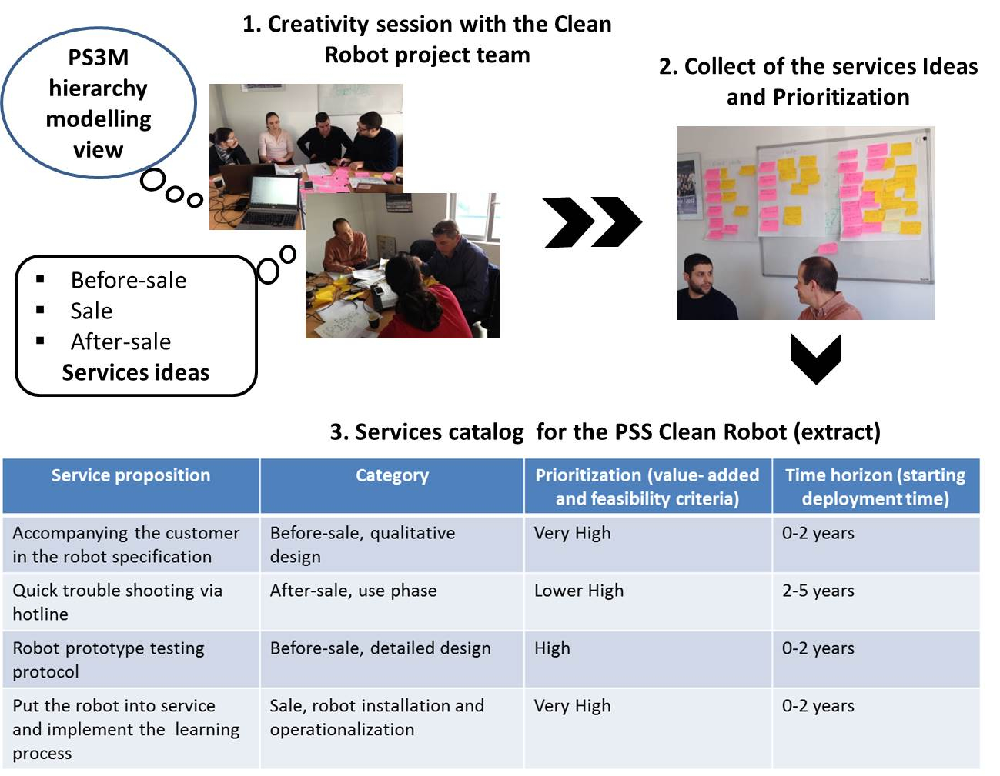 1. Creativity session with the Clean
Robot project team
PS3M
hierarchy
modelling
view
2. Collect of the services Ideas
and Prioritization
▪ Before-sale
▪ Sale
▪ After-sale
Services ideas
3. Services catalog for the PSS Clean Robot (extract)
Service proposition
Category
Prioritization (value- added
and feasibility criteria)
Time horizon (starting
deployment time)
Accompanying the customer
in the robot specification
Before-sale, qualitative
design
Very High
0-2 years
Quick trouble shooting via
hotline
After-sale, use phase
Lower High
2-5 years
Robot prototype testing
protocol
Before-sale, detailed design
High
0-2 years
Put the robot into service
and implement the learning
process
Sale, robot installation and
operationalization
Very High
0-2 years